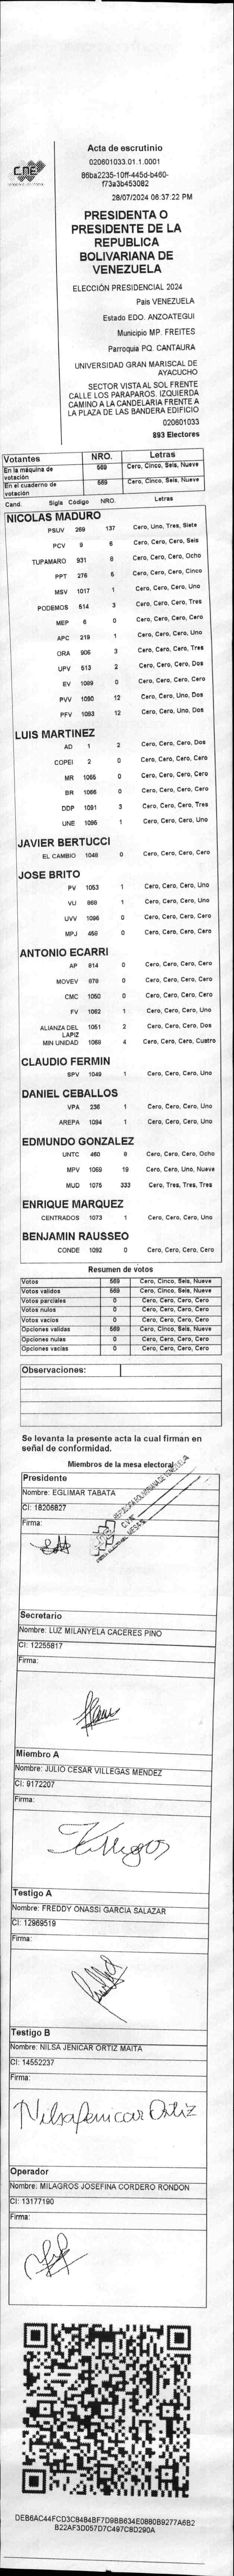 CNE
Acta de escrutinio
020601033.01.1.0001
86ba2235-10ff-445d-b460-
f73a3b453082
28/07/2024 06:37:22 PM
PRESIDENTA O
PRESIDENTE DE LA
REPUBLICA
BOLIVARIANA DE
VENEZUELA
ELECCIÓN PRESIDENCIAL 2024
Pais VENEZUELA
Estado EDO. ANZOATEGUI
Municipio MP. FREITES
Parroquia PQ. CANTAURA
UNIVERSIDAD GRAN MARISCAL DE
AYACUCHO
SECTOR VISTA AL SOL FRENTE
CALLE LOS PARAPAROS. IZQUIERDA
CAMINO A LA CANDELARIA FRENTE A
LA PLAZA DE LAS BANDERA EDIFICIO
020601033
893 Electores
Votantes NRO. Letras
En la máquina de votación 569 Cero, Cinco, Seis, Nueve
En el cuaderno de votación 569 Cero, Cinco, Seis, Nueve
Cand. Sigla Código NRO. Letras
NICOLAS MADURO
PSUV 269 137 Cero, Uno, Tres, Siete
PCV 9 6 Cero, Cero, Cero, Seis
TUPAMARO 931 8 Cero, Cero, Cero, Ocho
PPT 276 5 Cero, Cero, Cero, Cinco
MSV 1017 1 Cero, Cero, Cero, Uno
PODEMOS 514 3 Cero, Cero, Cero, Tres
MEP 6 0 Cero, Cero, Cero, Cero
APC 219 1 Cero, Cero, Cero, Uno
ORA 906 3 Cero, Cero, Cero, Tres
UPV 513 2 Cero, Cero, Cero, Dos
EV 1089 0 Cero, Cero, Cero, Cero
PVV 1090 12 Cero, Cero, Uno, Dos
PFV 1093 12 Cero, Cero, Uno, Dos
LUIS MARTINEZ
AD 1 2 Cero, Cero, Cero, Dos
COPEI 2 0 Cero, Cero, Cero, Cero
MR 1065 0 Cero, Cero, Cero, Cero
BR 1066 0 Cero, Cero, Cero, Cero
DDP 1091 3 Cero, Cero, Cero, Tres
UNE 1095 1 Cero, Cero, Cero, Uno
JAVIER BERTUCCI
EL CAMBIO 1048 0 Cero, Cero, Cero, Cero
JOSE BRITO
PV 1053 1 Cero, Cero, Cero, Uno
VU 868 1 Cero, Cero, Cero, Uno
UVV 1096 0 Cero, Cero, Cero, Cero
MPJ 458 0 Cero, Cero, Cero, Cero
ANTONIO ECARRI
AP 814 0 Cero, Cero, Cero, Cero
MOVEV 879 0 Cero, Cero, Cero, Cero
CMC 1050 0 Cero, Cero, Cero, Cero
FV 1062 1 Cero, Cero, Cero, Uno
ALIANZA DEL LAPIZ 1051 2 Cero, Cero, Cero, Dos
MIN UNIDAD 1068 4 Cero, Cero, Cero, Cuatro
CLAUDIO FERMIN
SPV 1049 1 Cero, Cero, Cero, Uno
DANIEL CEBALLOS
VPA 236 1 Cero, Cero, Cero, Uno
AREPA 1094 1 Cero, Cero, Cero, Uno
EDMUNDO GONZALEZ
UNTC 460 8 Cero, Cero, Cero, Ocho
MPV 1069 19 Cero, Cero, Uno, Nueve
MUD 1075 333 Cero, Tres, Tres, Tres
ENRIQUE MARQUEZ
CENTRADOS 1073 1 Cero, Cero, Cero, Uno
BENJAMIN RAUSSEO
CONDE 1092 0 Cero, Cero, Cero, Cero
Resumen de votos
Votos 569 Cero, Cinco, Seis, Nueve
Votos validos 569 Cero, Cinco, Seis, Nueve
Votos parciales 0 Cero, Cero, Cero, Cero
Votos nulos 0 Cero, Cero, Cero, Cero
Votos vacios 0 Cero, Cero, Cero, Cero
Opciones validas 569 Cero, Cinco, Seis, Nueve
Opciones nulas 0 Cero, Cero, Cero, Cero
Opciones vacias 0 Cero, Cero, Cero, Cero
Observaciones:
Se levanta la presente acta la cual firman en
señal de conformidad.
Miembros de la mesa electoral
Presidente
Nombre: EGLIMAR TABATA
CI: 18206827
Firma:
REPUBLICA BOLIVARIANA DE VENEZUELA
CNE
Secretario
Nombre: LUZ MILANYELA CACERES PINO
CI: 12255817
Firma:
Miembro A
Nombre: JULIO CESAR VILLEGAS MENDEZ
CI: 9172207
Firma:
Villegas
Testigo A
Nombre: FREDDY ONASSI GARCIA SALAZAR
CI: 12969519
Firma:
Testigo B
Nombre: NILSA JENICAR ORTIZ MAITA
CI: 14552237
Firma:
Nilsa Jenicar Ortiz
Operador
Nombre: MILAGROS JOSEFINA CORDERO RONDON
CI: 13177190
Firma:
DEB6AC44FCD3C8484BF7D9BB634E0880B9277A6B2
B22AF3D057D7C497C8D290A